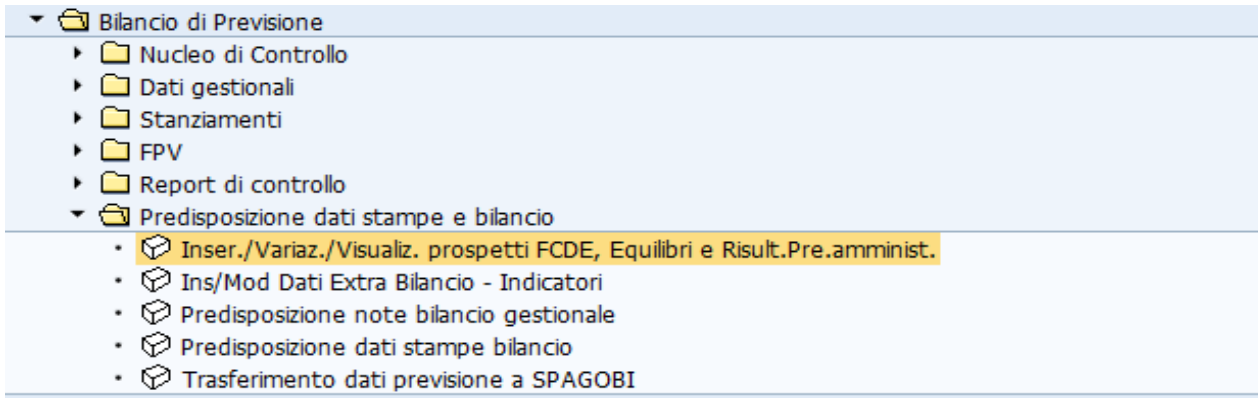 Bilancio di Previsione
Nucleo di Controllo
Dati gestionali
Stanziamenti
FPV
Report di controllo
Predisposizione dati stampe e bilancio
Inser./Variaz./Visualiz. prospetti FCDE, Equilibri e Risult.Pre.amminist.
Ins/Mod Dati Extra Bilancio - Indicatori
Predisposizione note bilancio gestionale
Predisposizione dati stampe bilancio
Trasferimento dati previsione a SPAGOBI